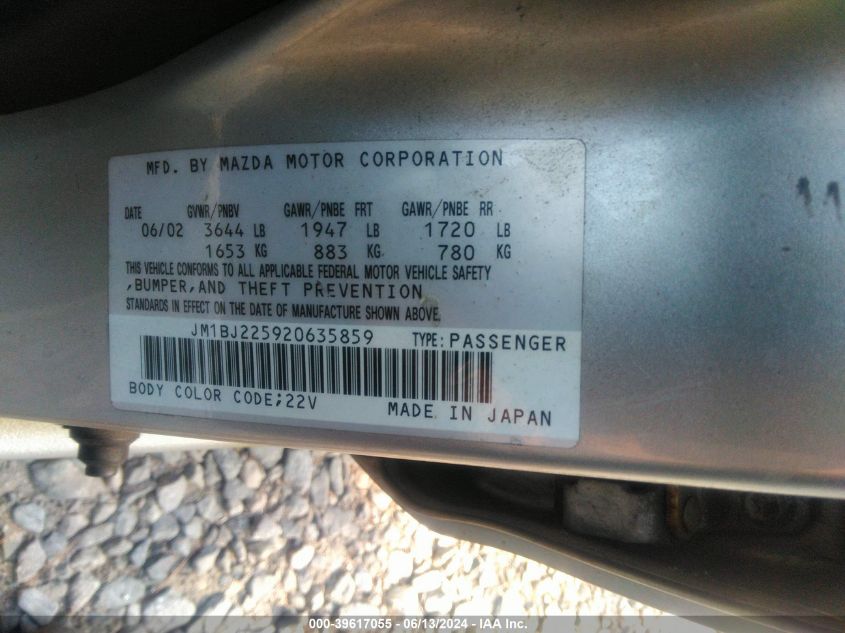 MFD. BY MAZDA MOTOR CORPORATION
DATE GVWR/PNBV GAWR/PNBE FRT GAWR/PNBE RR
06/02 3644 LB 1947 LB 1720 LB
1653 KG 883 KG 780 KG
THIS VEHICLE CONFORMS TO ALL APPLICABLE FEDERAL MOTOR VEHICLE SAFETY
,BUMPER,AND THEFT PREVENTION
STANDARDS IN EFFECT ON THE DATE OF MANUFACTURE SHOWN ABOVE.
JM1BJ225920635859 TYPE:PASSENGER
BODY COLOR CODE;22V MADE IN JAPAN
000-39617055 - 06/13/2024 - IAA Inc.